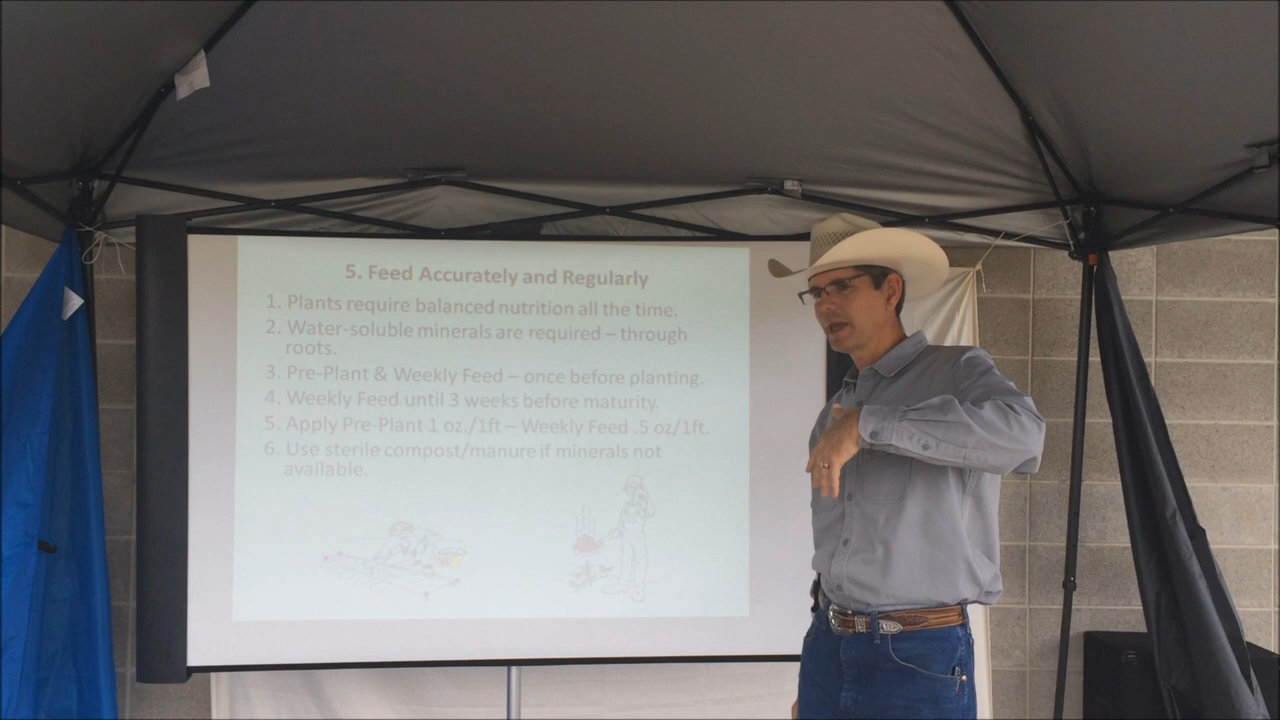 5. Feed Accurately and Regularly
1. Plants require balanced nutrition all the time.
2. Water-soluble minerals are required – through
roots.
3. Pre-Plant & Weekly Feed – once before planting.
4. Weekly Feed until 3 weeks before maturity.
5. Apply Pre-Plant 1 oz./1ft – Weekly Feed .5 oz/1ft.
6. Use sterile compost/manure if minerals not
available.